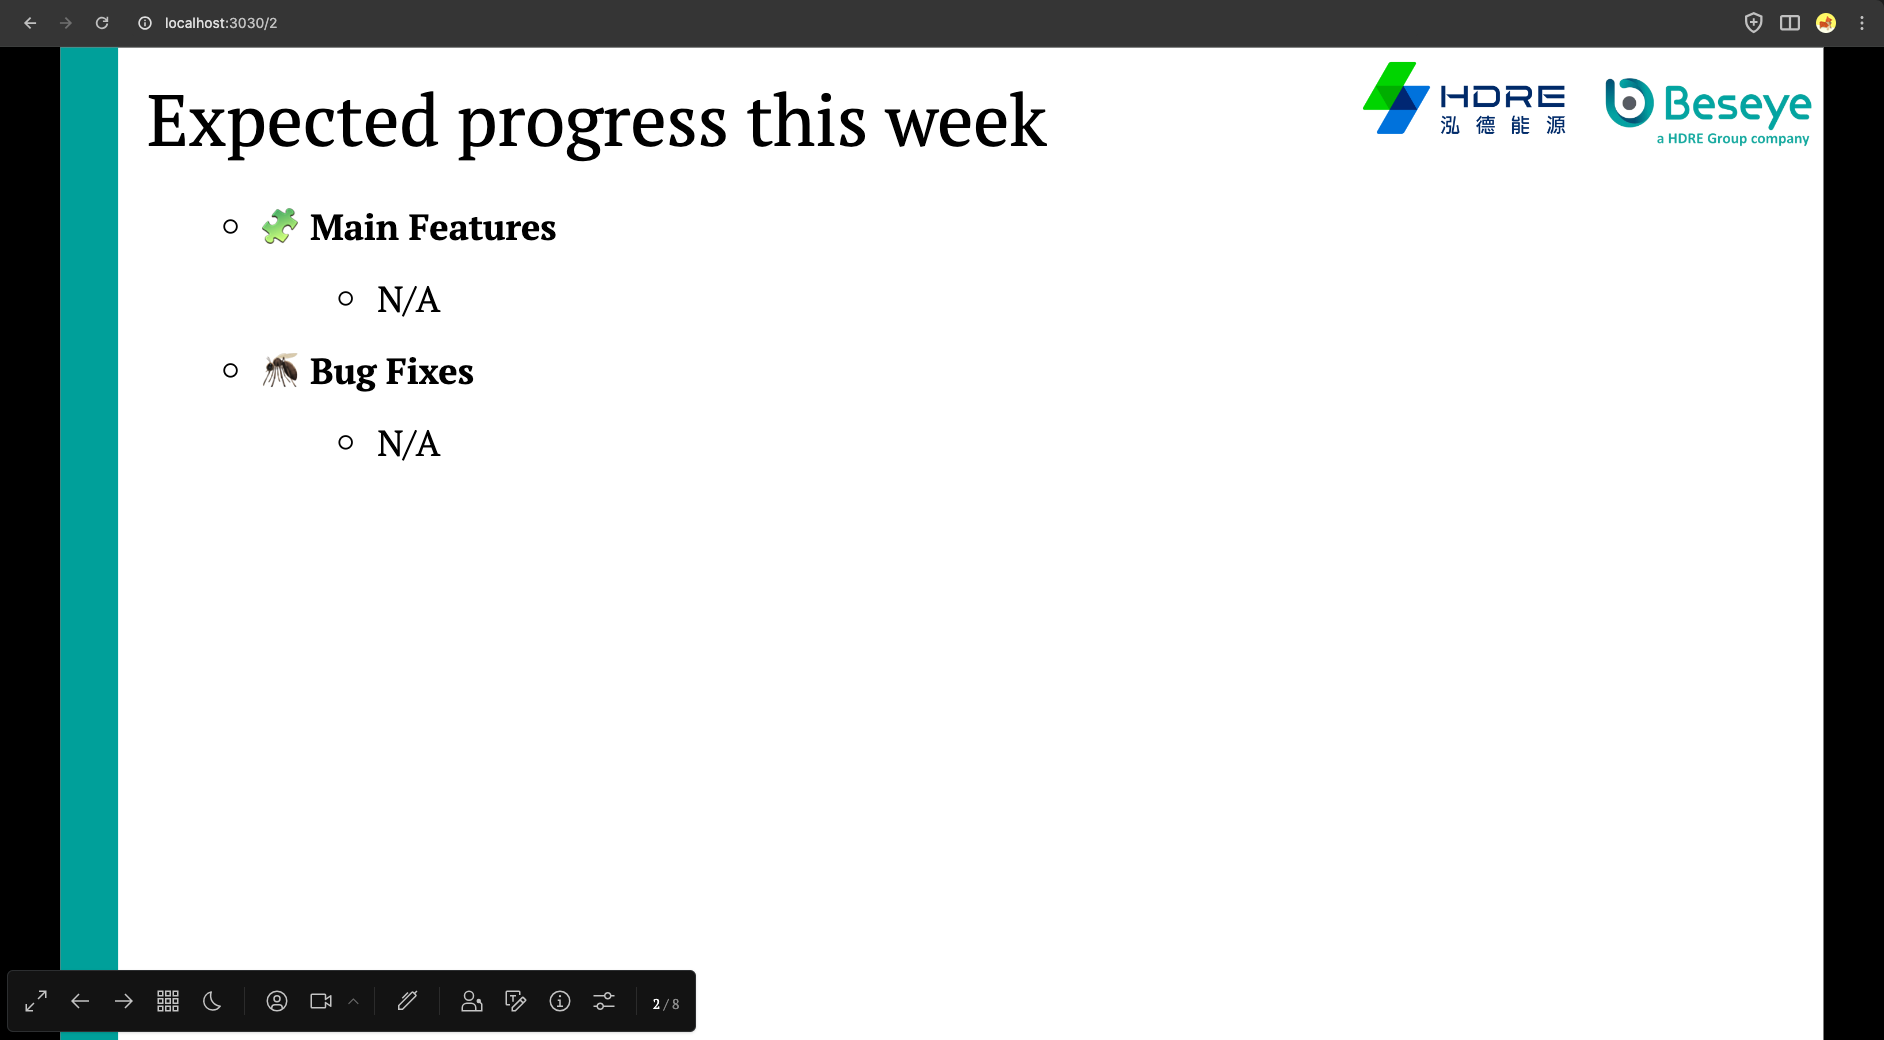 localhost:3030/2
Expected progress this week
HDRE
泓德能源
Beseye
a HDRE Group company
Main Features
N/A
Bug Fixes
N/A
2 / 8